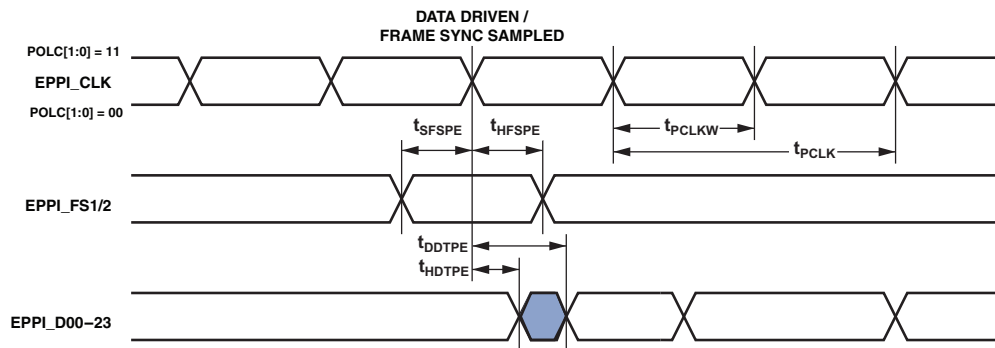 DATA DRIVEN /
FRAME SYNC SAMPLED
POLC[1:0] = 11
EPPI_CLK
POLC[1:0] = 00
tSFSPE
tHFSPE
tPCLKW
tPCLK
EPPI_FS1/2
tDDTPE
tHDTPE
EPPI_D00–23